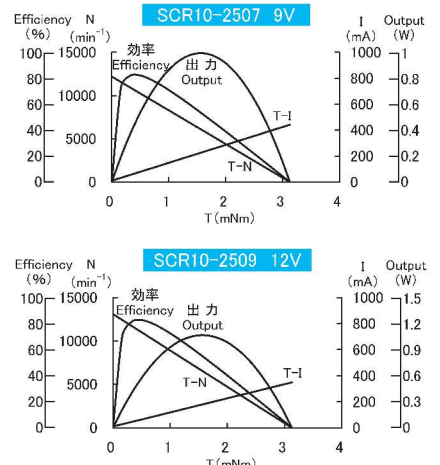 SCR10-2507 9V
Efficiency N
(%) (min⁻¹)
I Output
(mA) (W)
効率
Efficiency
出力
Output
100 15000
1000 1
80
800 0.8
60 10000
600 0.6
40 5000
400 0.4
20
200 0.2
0 0
0 0
T-I
T-N
0 1 2 3 4
T(mNm)
SCR10-2509 12V
Efficiency N
(%) (min⁻¹)
I Output
(mA) (W)
効率
Efficiency
出力
Output
100 15000
1000 1.5
80
800 1.2
60 10000
600 0.9
40 5000
400 0.6
20
200 0.3
0 0
0 0
T-N
T-I
0 1 2 3 4
T(mNm)